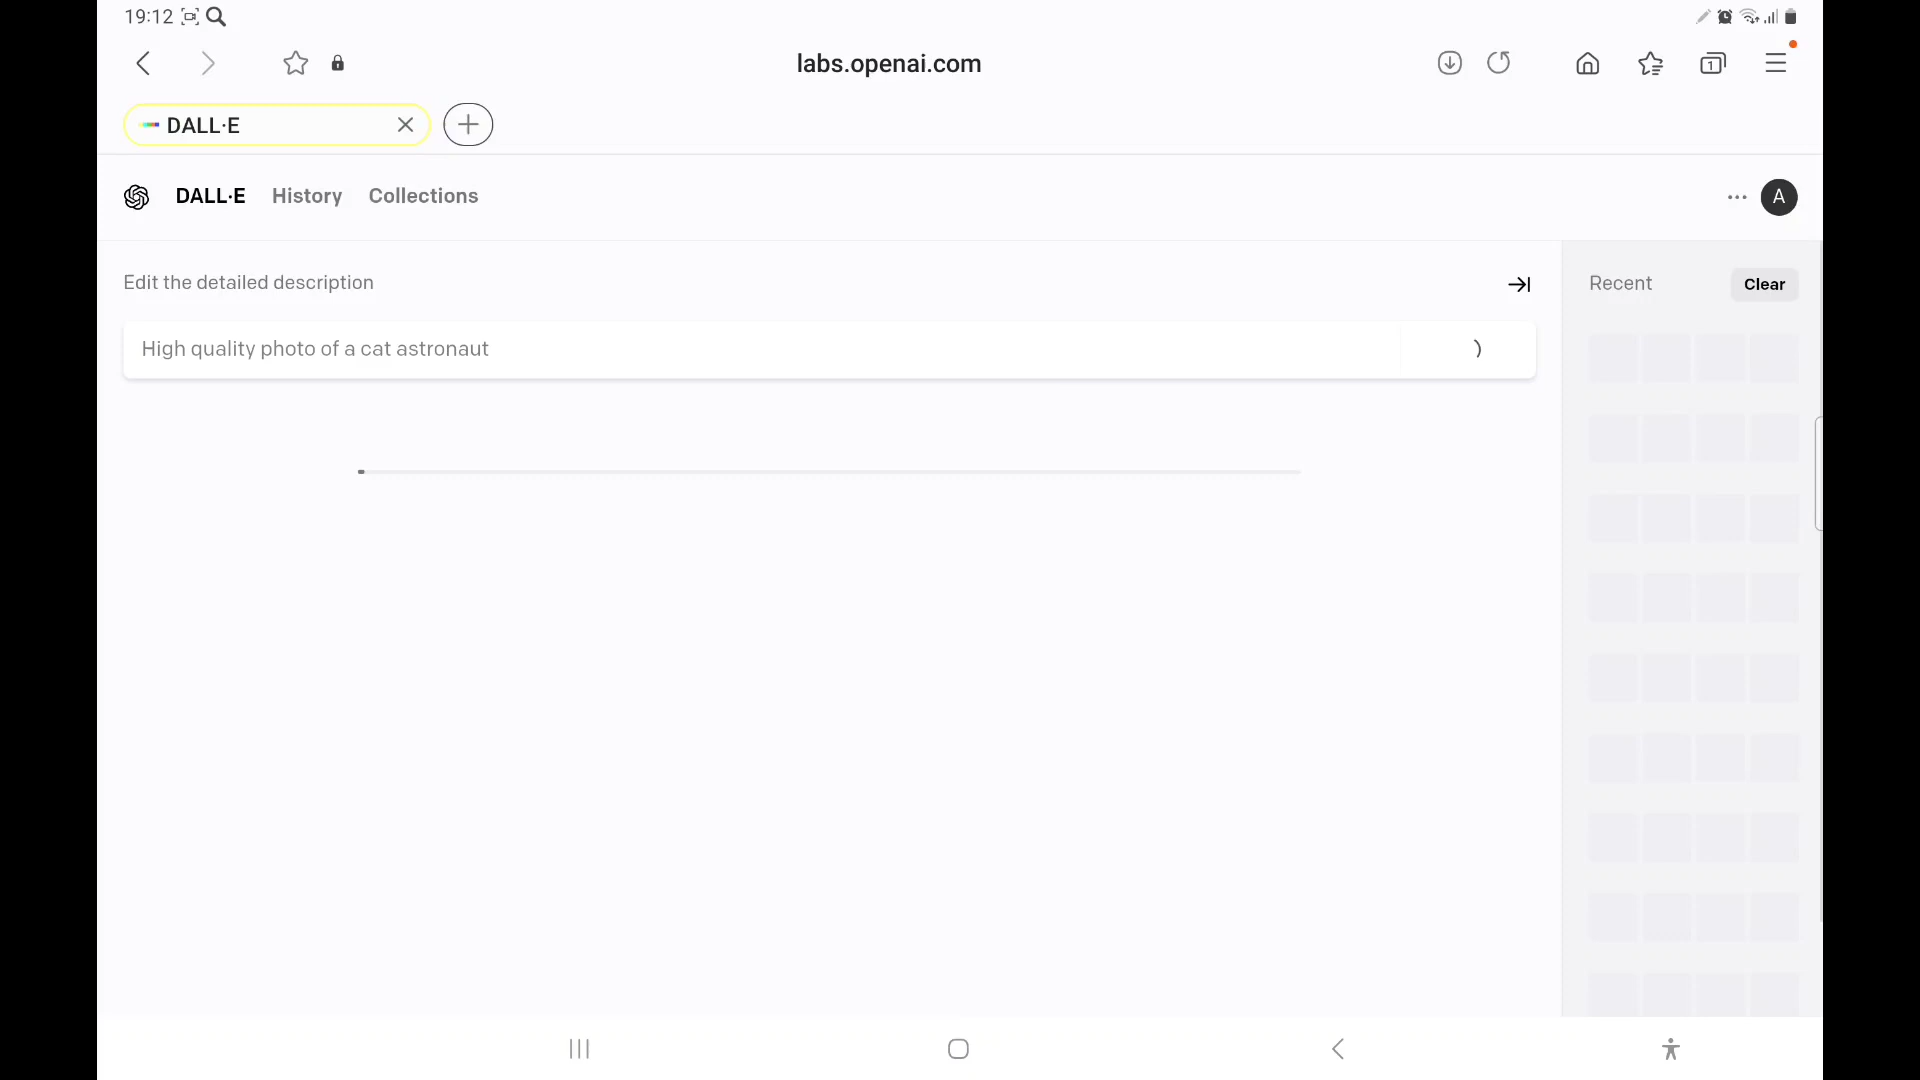 19:12
labs.openai.com
1
DALL·E
DALL·E History Collections
A
Edit the detailed description
Recent Clear
High quality photo of a cat astronaut